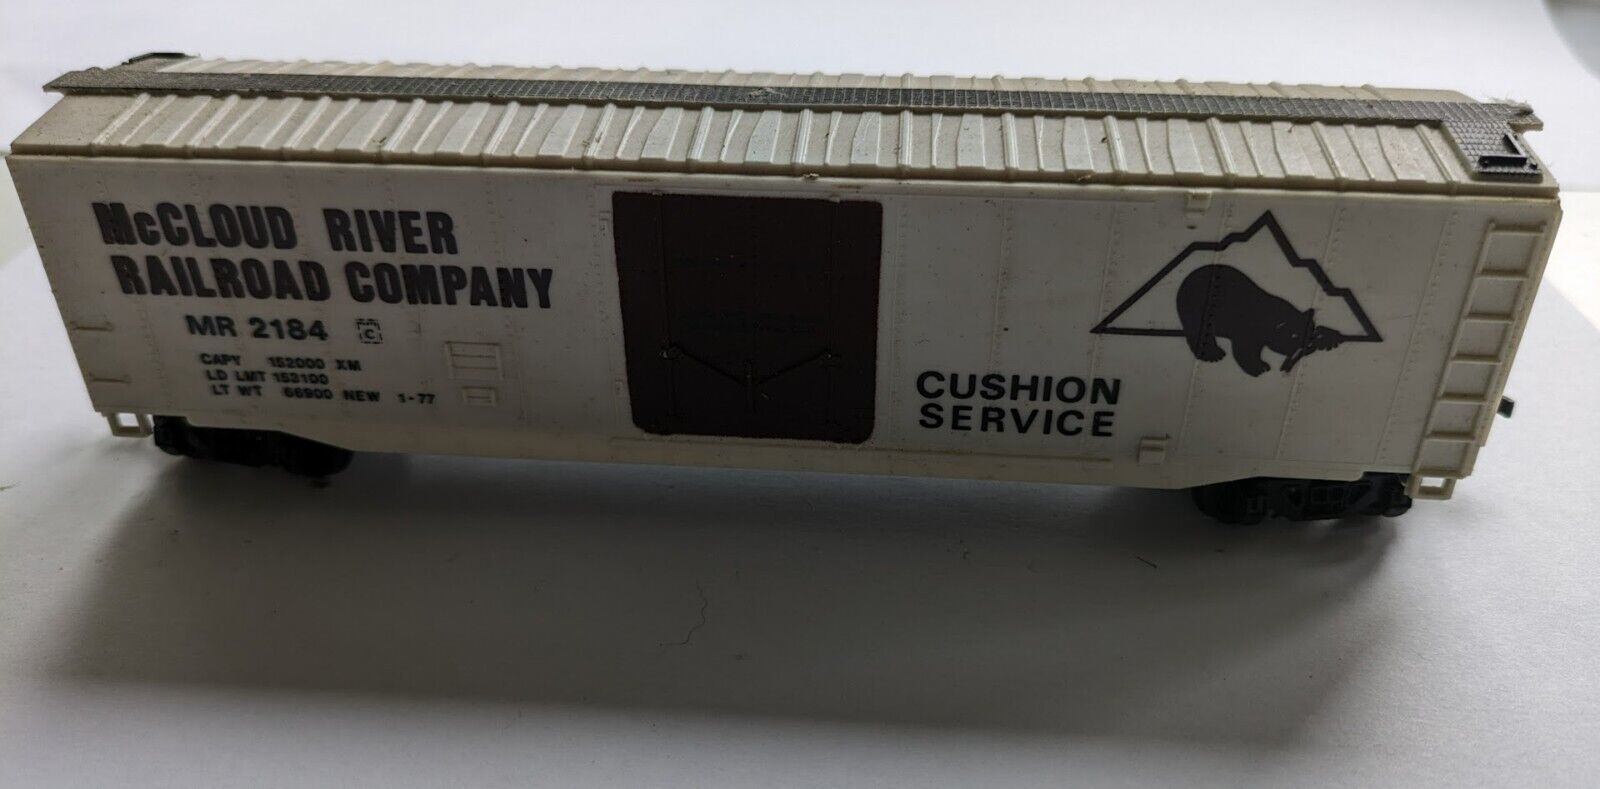 McCLOUD RIVER
RAILROAD COMPANY
MR 2184 C
CAPY 152000 XM
LD LMT 153100
LT WT 66900 NEW 1-77
CUSHION
SERVICE